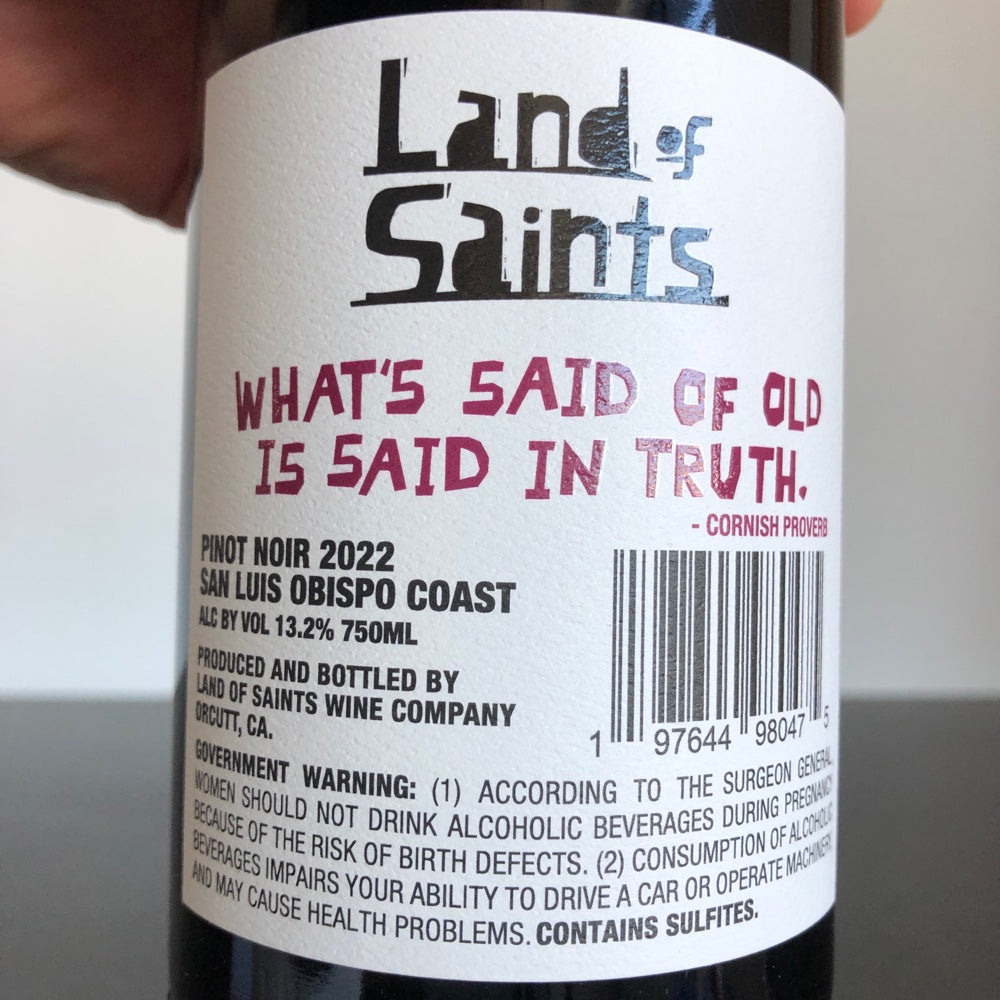 Land of
Saints
WHAT'S SAID OF OLD
IS SAID IN TRUTH.
- CORNISH PROVERB
PINOT NOIR 2022
SAN LUIS OBISPO COAST
ALC BY VOL 13.2% 750ML
PRODUCED AND BOTTLED BY
LAND OF SAINTS WINE COMPANY
ORCUTT, CA.
1 97644 98047 5
GOVERNMENT WARNING: (1) ACCORDING TO THE SURGEON GENERAL,
WOMEN SHOULD NOT DRINK ALCOHOLIC BEVERAGES DURING PREGNANCY
BECAUSE OF THE RISK OF BIRTH DEFECTS. (2) CONSUMPTION OF ALCOHOLIC
BEVERAGES IMPAIRS YOUR ABILITY TO DRIVE A CAR OR OPERATE MACHINERY,
AND MAY CAUSE HEALTH PROBLEMS. CONTAINS SULFITES.